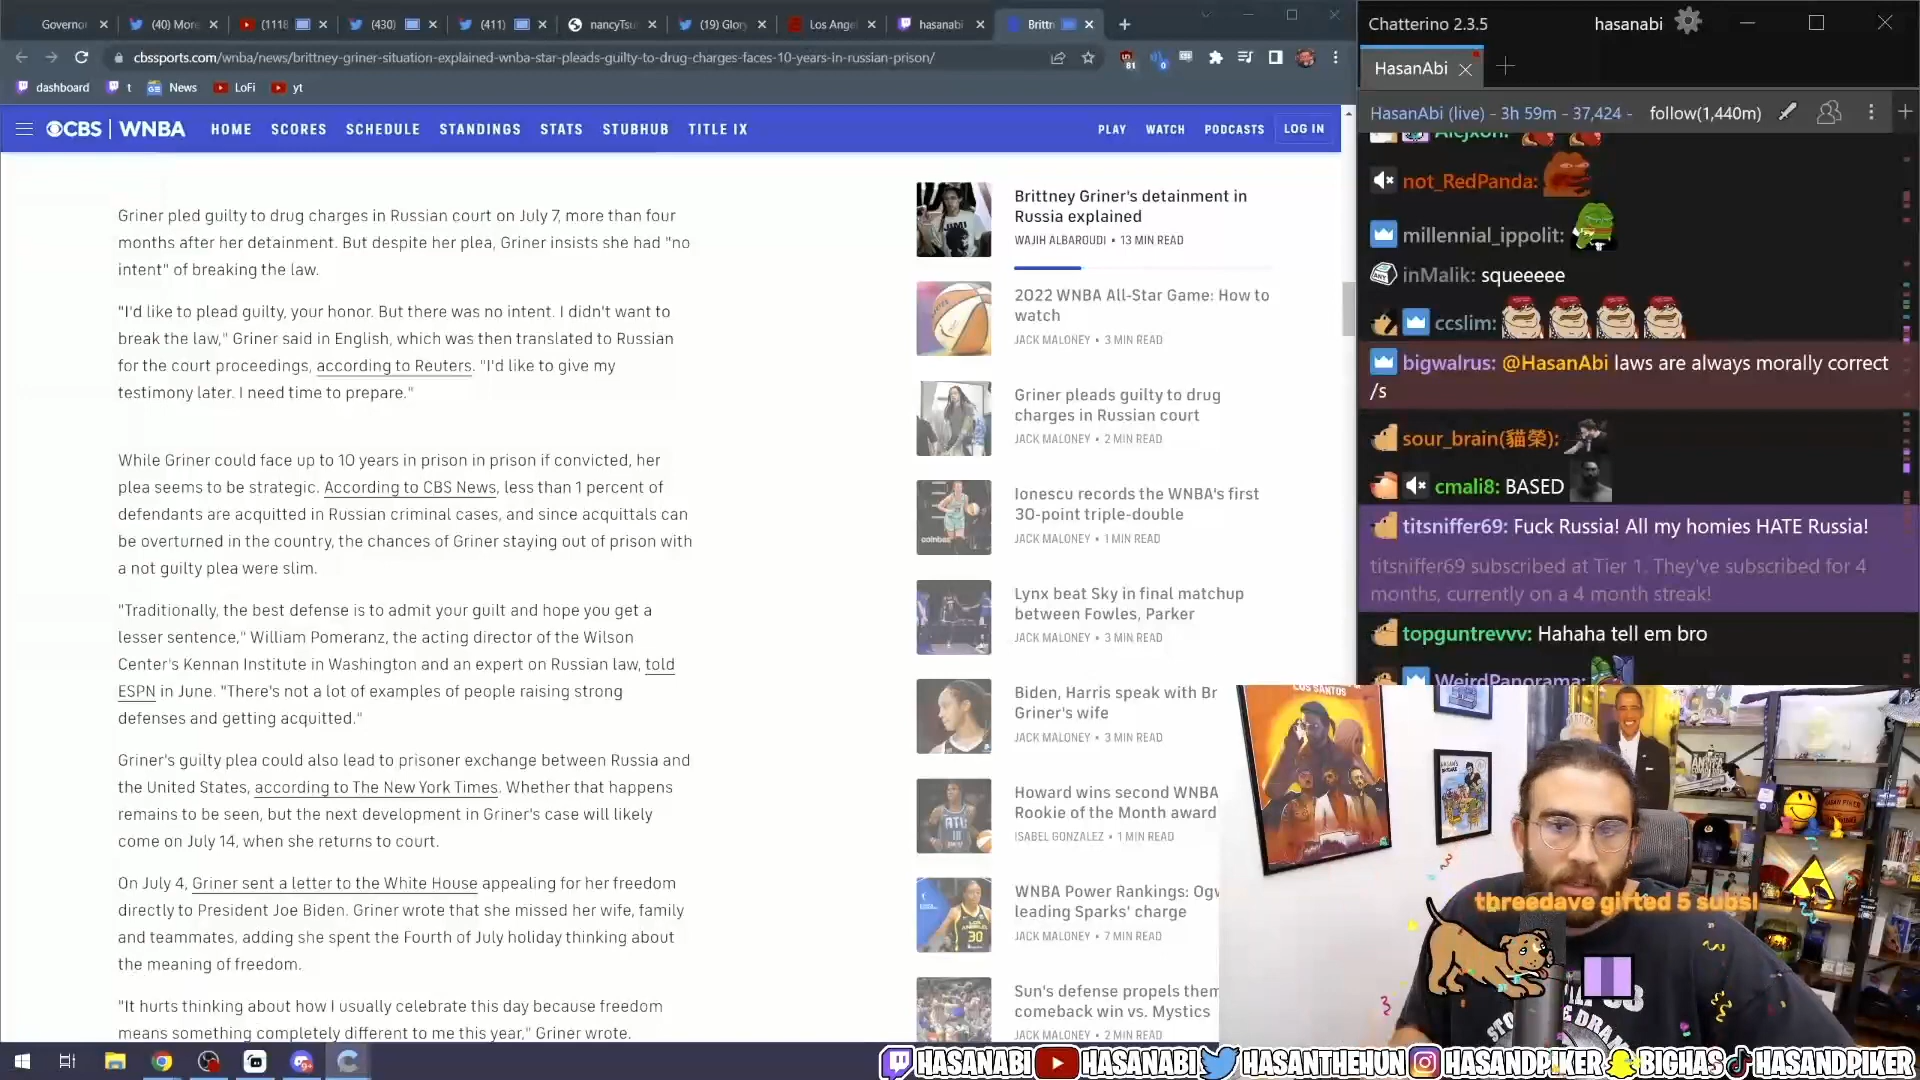 Governor
(40) More
(1118
(430)
(411)
nancyTsu
(19) Glory
Los Ange
hasanabi
Brittn
cbssports.com/wnba/news/brittney-griner-situation-explained-wnba-star-pleads-guilty-to-drug-charges-faces-10-years-in-russian-prison/
dashboard
t
News
LoFi
yt
CBS | WNBA
HOME SCORES SCHEDULE STANDINGS STATS STUBHUB TITLE IX
PLAY WATCH PODCASTS LOG IN
Griner pled guilty to drug charges in Russian court on July 7, more than four
months after her detainment. But despite her plea, Griner insists she had "no
intent" of breaking the law.
"I'd like to plead guilty, your honor. But there was no intent. I didn't want to
break the law," Griner said in English, which was then translated to Russian
for the court proceedings, according to Reuters. "I'd like to give my
testimony later. I need time to prepare."
While Griner could face up to 10 years in prison in prison if convicted, her
plea seems to be strategic. According to CBS News, less than 1 percent of
defendants are acquitted in Russian criminal cases, and since acquittals can
be overturned in the country, the chances of Griner staying out of prison with
a not guilty plea were slim.
"Traditionally, the best defense is to admit your guilt and hope you get a
lesser sentence," William Pomeranz, the acting director of the Wilson
Center's Kennan Institute in Washington and an expert on Russian law, told
ESPN in June. "There's not a lot of examples of people raising strong
defenses and getting acquitted."
Griner's guilty plea could also lead to prisoner exchange between Russia and
the United States, according to The New York Times. Whether that happens
remains to be seen, but the next development in Griner's case will likely
come on July 14, when she returns to court.
On July 4, Griner sent a letter to the White House appealing for her freedom
directly to President Joe Biden. Griner wrote that she missed her wife, family
and teammates, adding she spent the Fourth of July holiday thinking about
the meaning of freedom.
"It hurts thinking about how I usually celebrate this day because freedom
means something completely different to me this year," Griner wrote.
Brittney Griner's detainment in
Russia explained
WAJIH ALBAROUDI • 13 MIN READ
2022 WNBA All-Star Game: How to
watch
JACK MALONEY • 3 MIN READ
Griner pleads guilty to drug
charges in Russian court
JACK MALONEY • 2 MIN READ
Ionescu records the WNBA's first
30-point triple-double
JACK MALONEY • 1 MIN READ
Lynx beat Sky in final matchup
between Fowles, Parker
JACK MALONEY • 3 MIN READ
Biden, Harris speak with Br
Griner's wife
JACK MALONEY • 3 MIN READ
Howard wins second WNBA
Rookie of the Month award
ISABEL GONZALEZ • 1 MIN READ
WNBA Power Rankings: Ogw
leading Sparks' charge
JACK MALONEY • 7 MIN READ
Sun's defense propels them
comeback win vs. Mystics
JACK MALONEY • 2 MIN READ
Chatterino 2.3.5
hasanabi
HasanAbi
HasanAbi (live) - 3h 59m - 37,424 -
follow(1,440m)
Alejxon:
not_RedPanda:
millennial_ippolit:
inMalik: squeeeee
ccslim:
bigwalrus: @HasanAbi laws are always morally correct
/s
sour_brain(貓榮):
cmali8: BASED
titsniffer69: Fuck Russia! All my homies HATE Russia!
titsniffer69 subscribed at Tier 1. They've subscribed for 4
months, currently on a 4 month streak!
topguntrevvv: Hahaha tell em bro
WeirdPanorama:
LOS SANTOS
threedave gifted 5 subs!
HASANABI HASANABI HASANTHEHUN HASANDPIKER BIGHAS HASANDPIKER